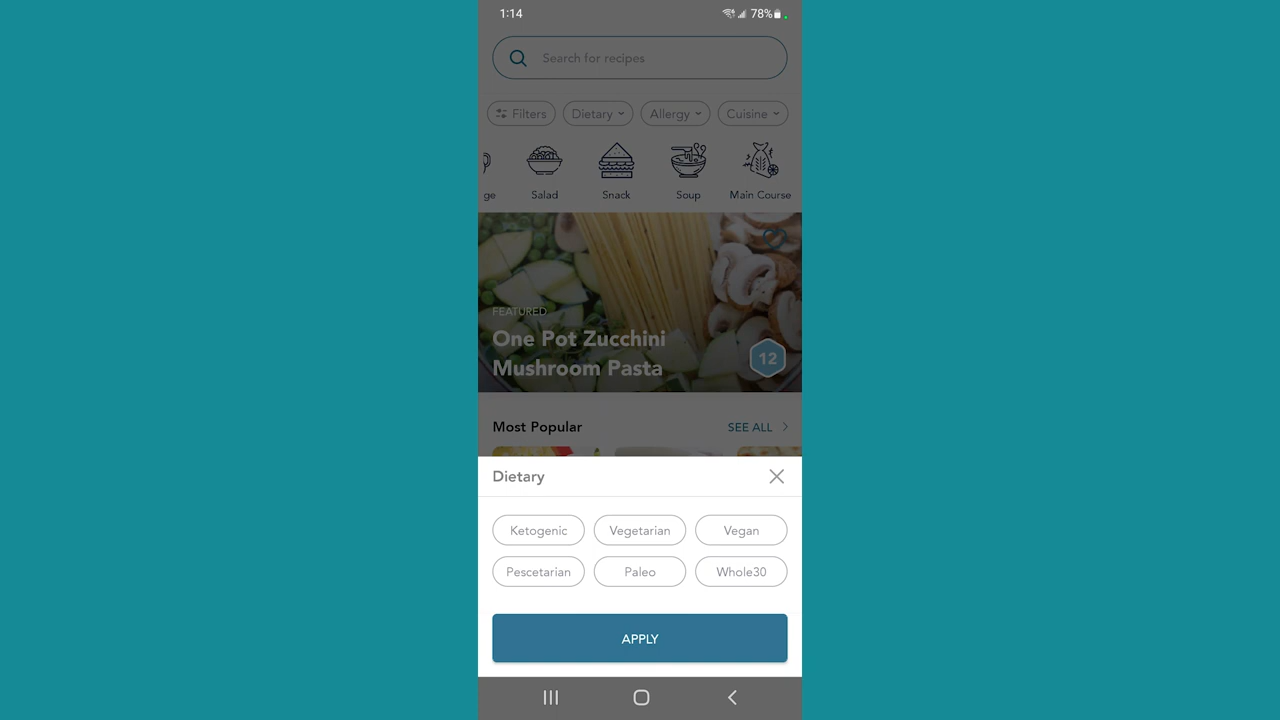 1:14 78%
Search for recipes
Filters Dietary Allergy Cuisine
ge Salad Snack Soup Main Course
FEATURED
One Pot Zucchini
Mushroom Pasta
12
Most Popular SEE ALL
Dietary
Ketogenic Vegetarian Vegan
Pescetarian Paleo Whole30
APPLY